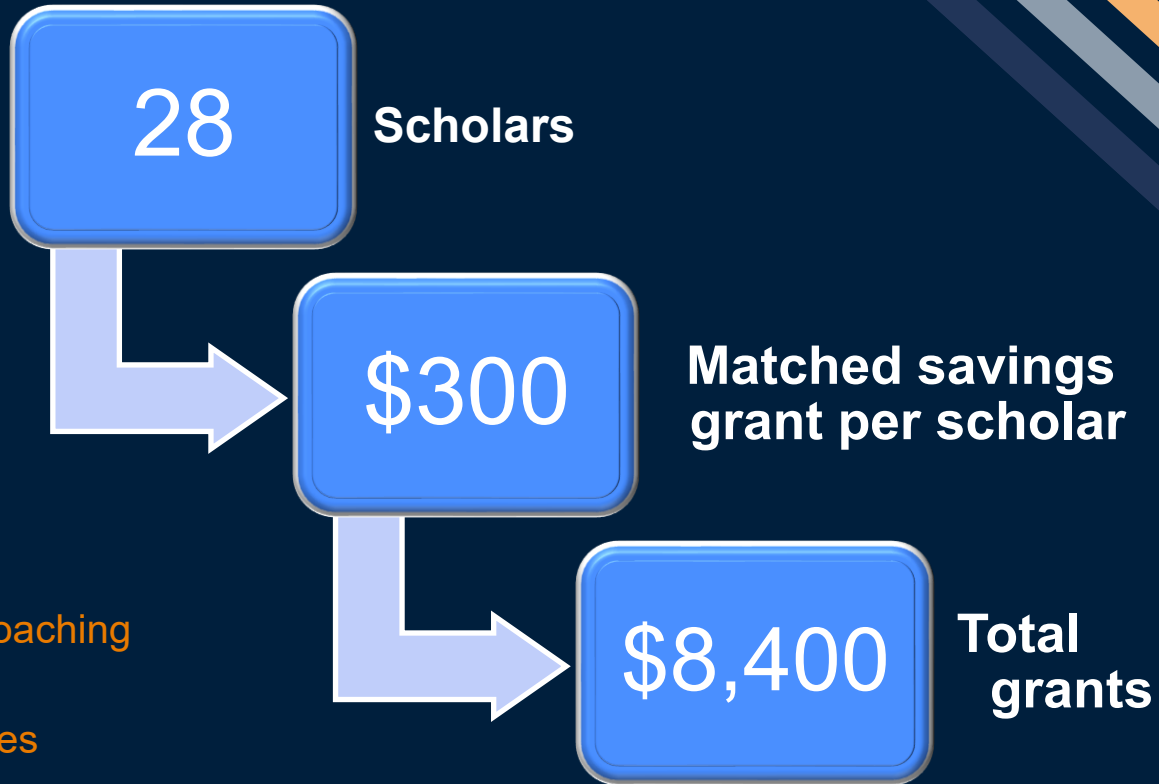 28
Scholars
$300
Matched savings
grant per scholar
$8,400
Total
grants